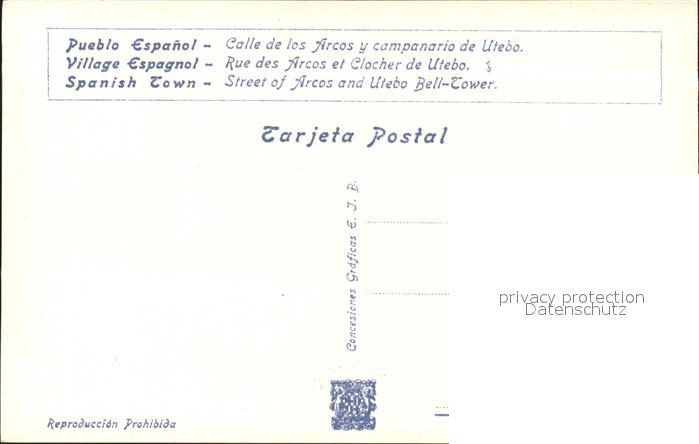 Pueblo Español - Calle de los Arcos y campanario de Utebo.
Village Espagnol - Rue des Arcos et Clocher de Utebo.
Spanish Town - Street of Arcos and Utebo Bell-Tower.
Tarjeta Postal
Concesiones Gráficas E. J. B.
privacy protection
Datenschutz
Reproducción Prohibida